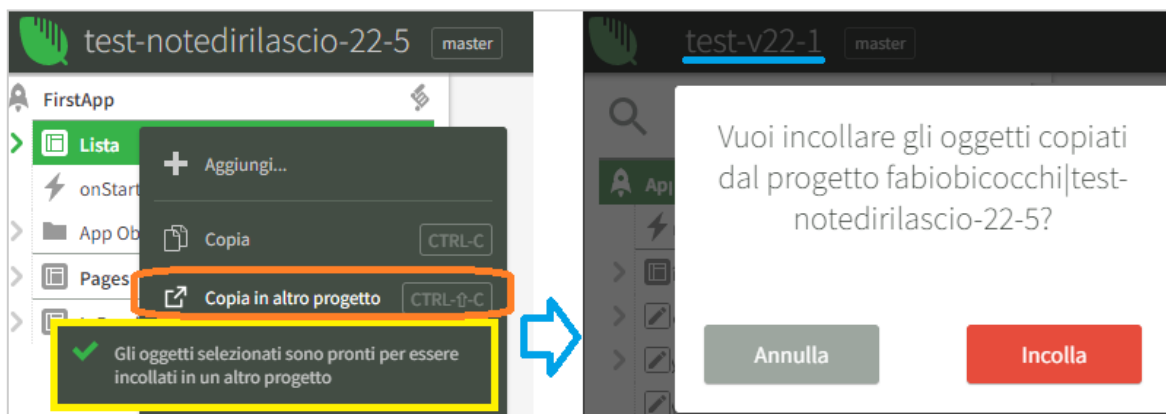 test-notedirilascio-22-5 master
FirstApp
Lista
onStart
App Ob
Pages
Aggiungi...
Copia CTRL-C
Copia in altro progetto CTRL-⇧-C
Gli oggetti selezionati sono pronti per essere
incollati in un altro progetto
test-v22-1 master
App
Vuoi incollare gli oggetti copiati
dal progetto fabiobicocchi|test-
notedirilascio-22-5?
Annulla Incolla